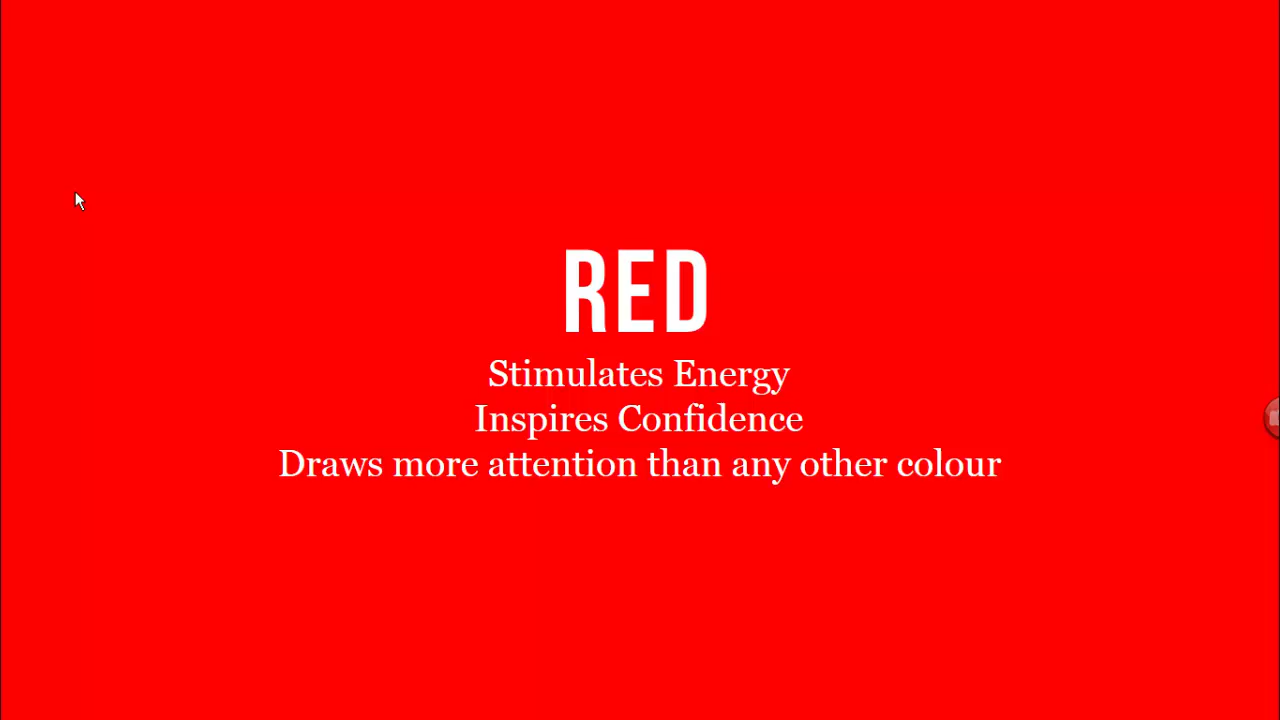 RED
Stimulates Energy
Inspires Confidence
Draws more attention than any other colour